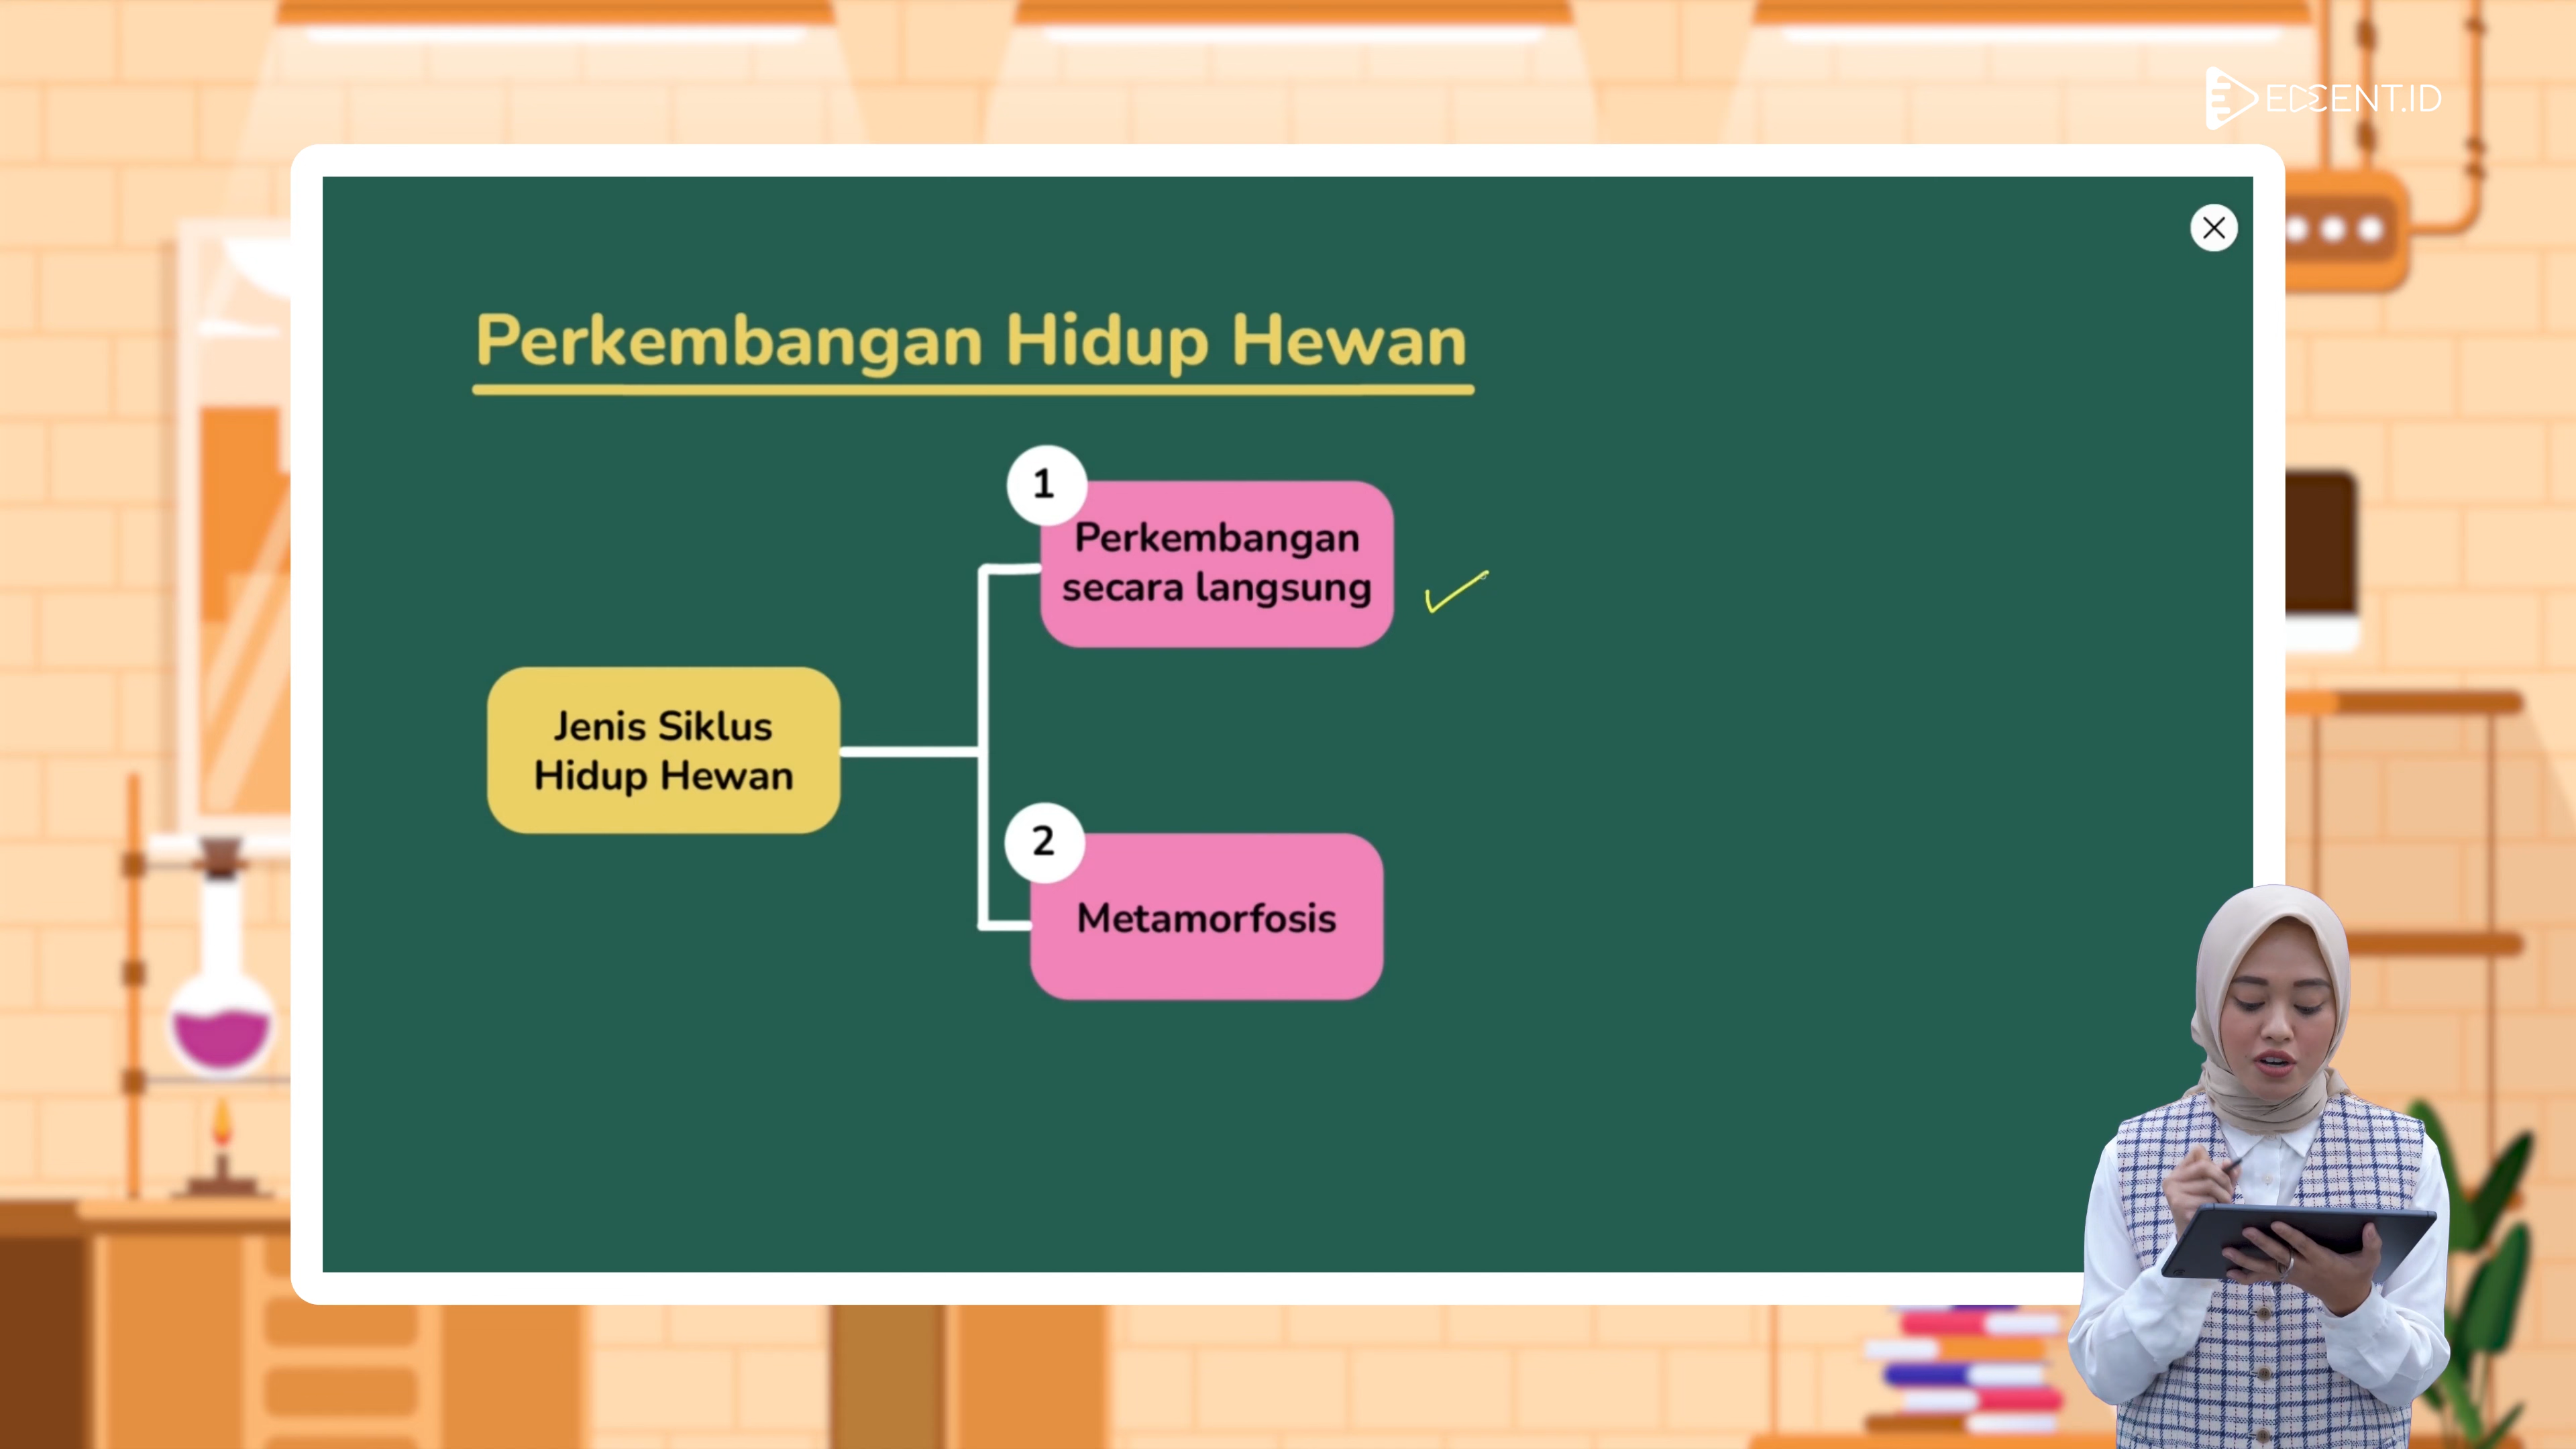 EDCENT.ID
Perkembangan Hidup Hewan
1
Perkembangan
secara langsung
Jenis Siklus
Hidup Hewan
2
Metamorfosis